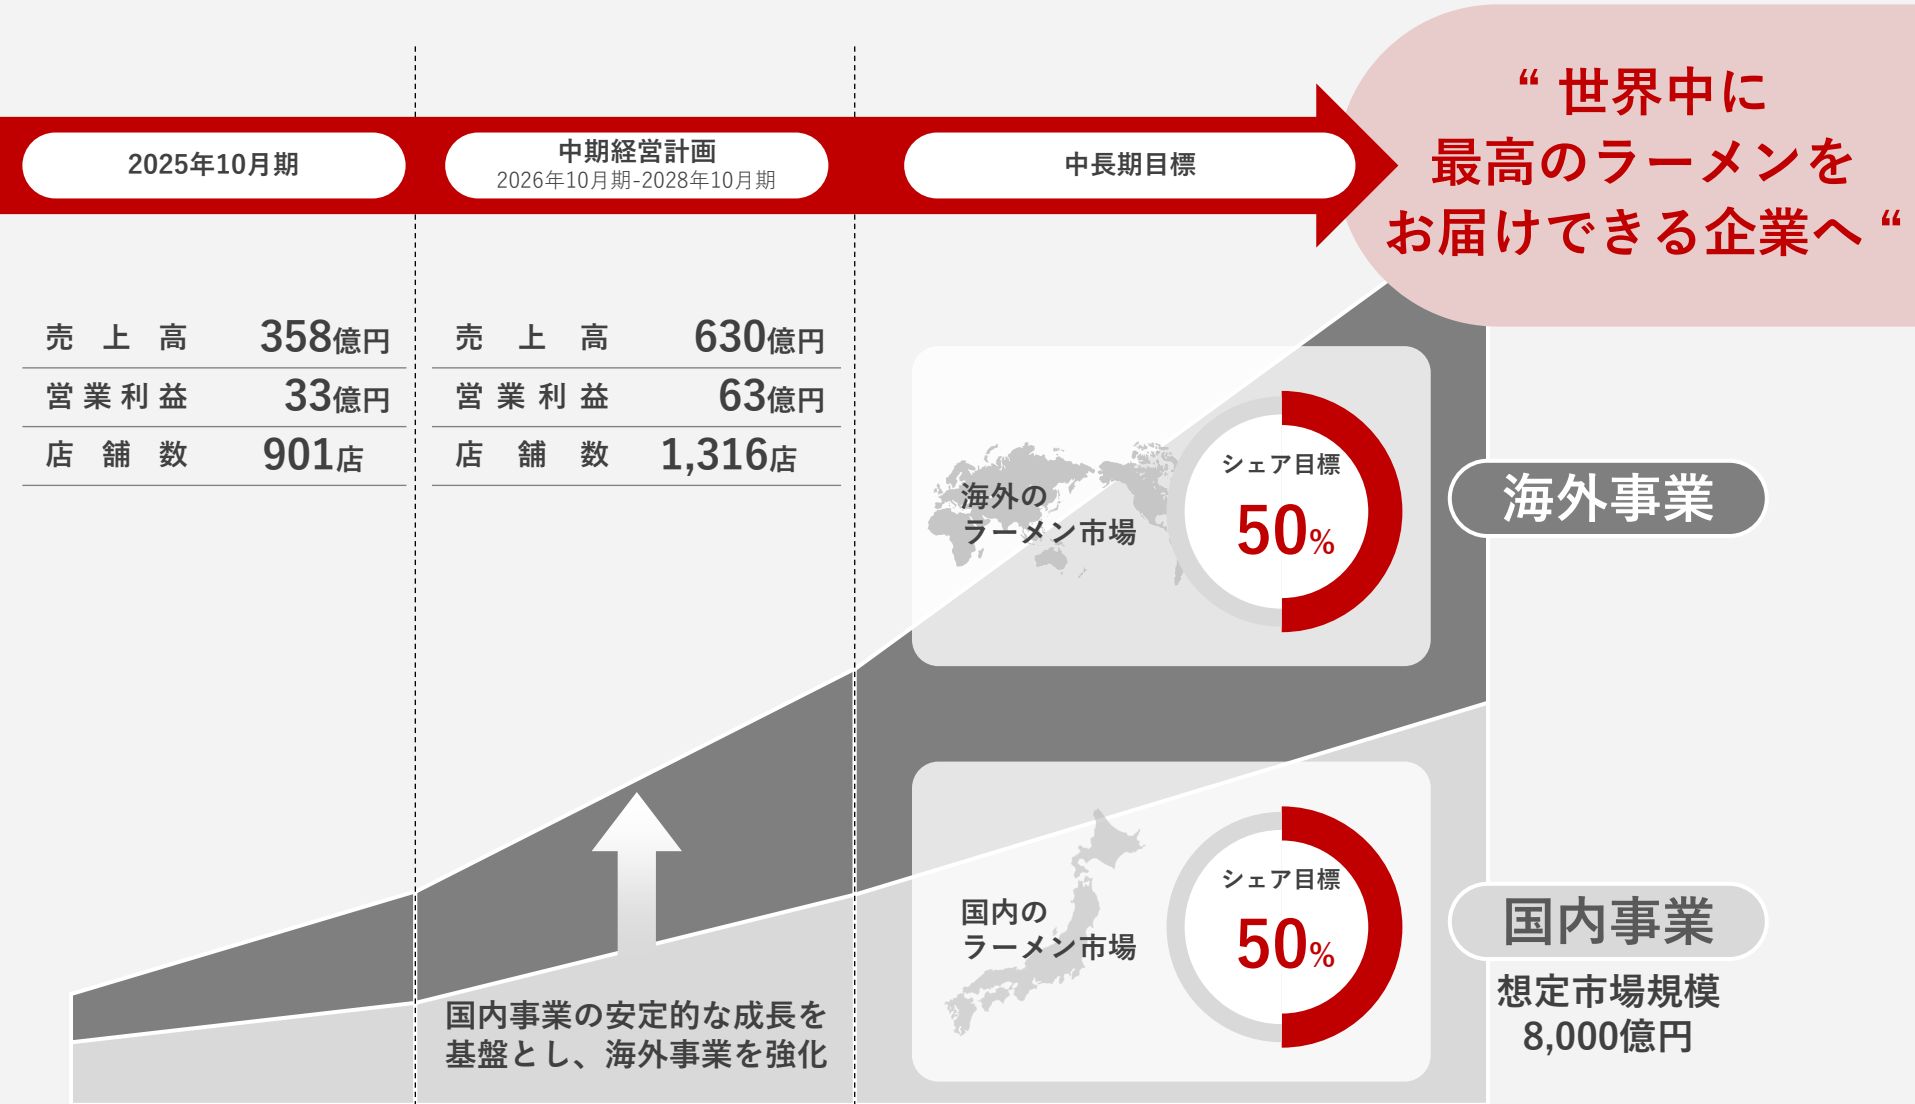 “ 世界中に
最高のラーメンを
お届けできる企業へ “
2025年10月期
中期経営計画
2026年10月期-2028年10月期
中長期目標
売上高 358億円
営業利益 33億円
店舗数 901店
売上高 630億円
営業利益 63億円
店舗数 1,316店
海外の
ラーメン市場
シェア目標
50%
海外事業
国内の
ラーメン市場
シェア目標
50%
国内事業
想定市場規模
8,000億円
国内事業の安定的な成長を
基盤とし、海外事業を強化